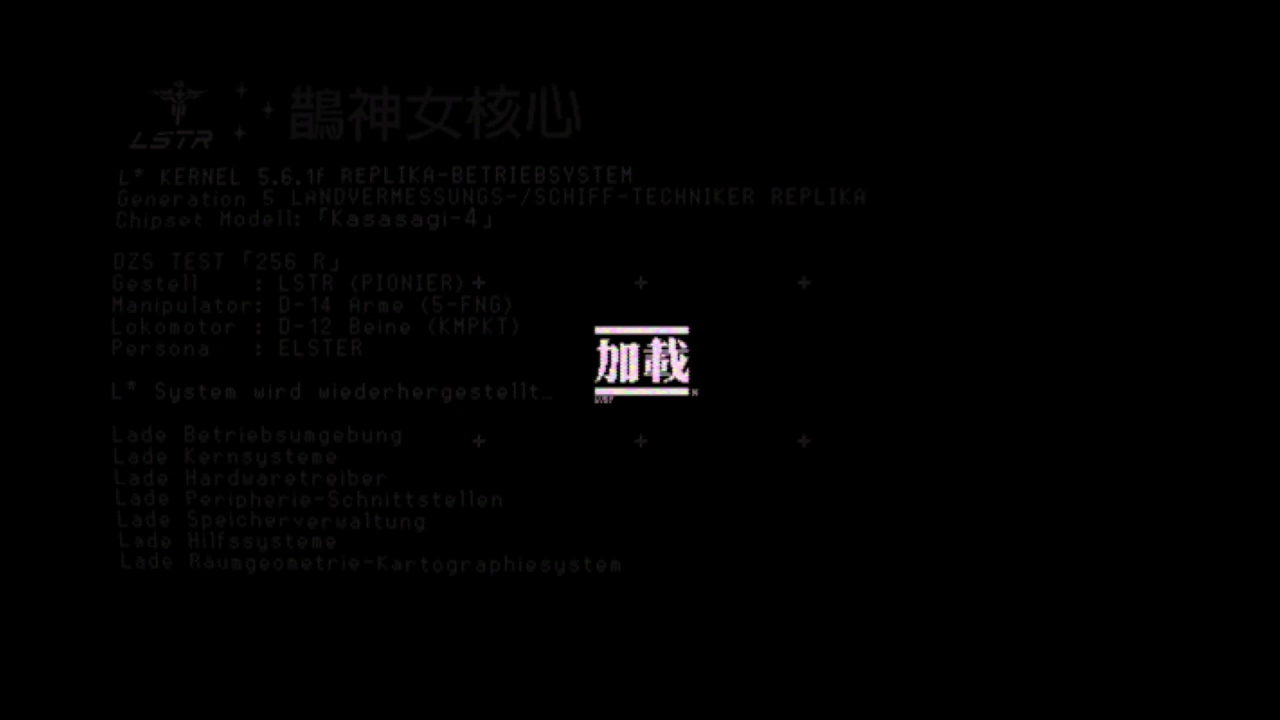 鵲神女核心
LSTR
L* KERNEL 5.6.1f REPLIKA-BETRIEBSYSTEM
Generation 5 LANDVERMESSUNGS-/SCHIFF-TECHNIKER REPLIKA
Chipset Modell:「Kasasagi-4」
DZS TEST「256 R」
Gestell : LSTR (PIONIER)
Manipulator: D-14 Arme (5-FNG)
Lokomotor : D-12 Beine (KMPKT)
Persona : ELSTER
加載
L* System wird wiederhergestellt…
Lade Betriebsumgebung
Lade Kernsysteme
Lade Hardwaretreiber
Lade Peripherie-Schnittstellen
Lade Speicherverwaltung
Lade Hilfssysteme
Lade Raumgeometrie-Kartographiesystem